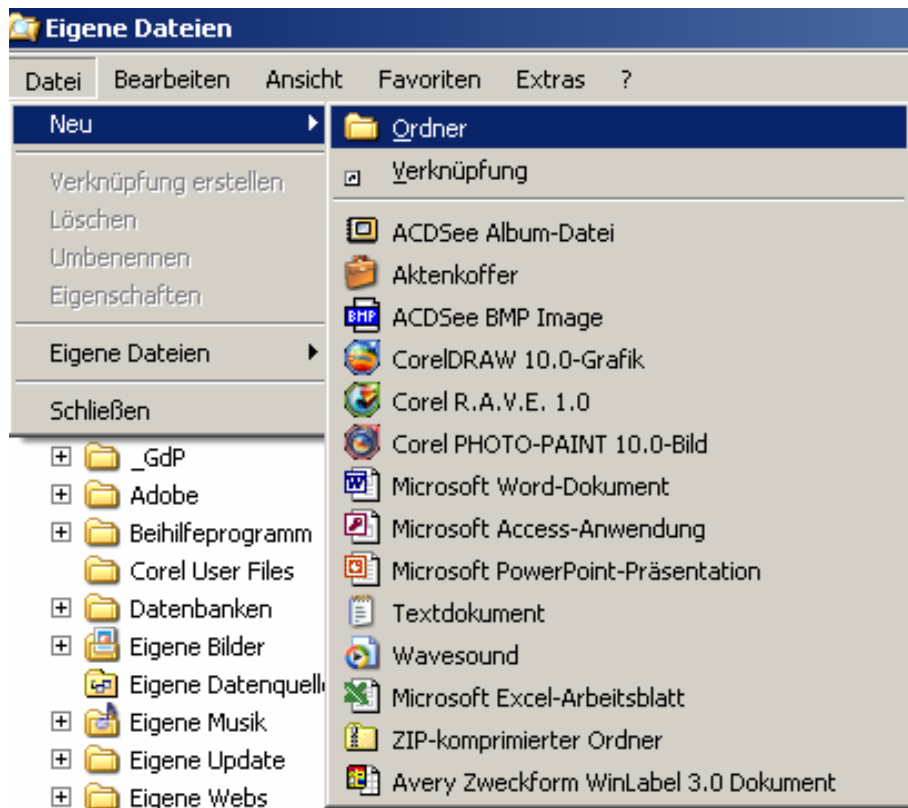 Eigene Dateien
Datei Bearbeiten Ansicht Favoriten Extras ?
Neu
Verknüpfung erstellen
Löschen
Umbenennen
Eigenschaften
Eigene Dateien
Schließen
Ordner
Verknüpfung
ACDSee Album-Datei
Aktenkoffer
BMP ACDSee BMP Image
CorelDRAW 10.0-Grafik
Corel R.A.V.E. 1.0
Corel PHOTO-PAINT 10.0-Bild
Microsoft Word-Dokument
Microsoft Access-Anwendung
Microsoft PowerPoint-Präsentation
Textdokument
Wavesound
Microsoft Excel-Arbeitsblatt
ZIP-komprimierter Ordner
Avery Zweckform WinLabel 3.0 Dokument
_GdP
Adobe
Beihilfeprogramm
Corel User Files
Datenbanken
Eigene Bilder
Eigene Datenquell
Eigene Musik
Eigene Update
Eigene Webs